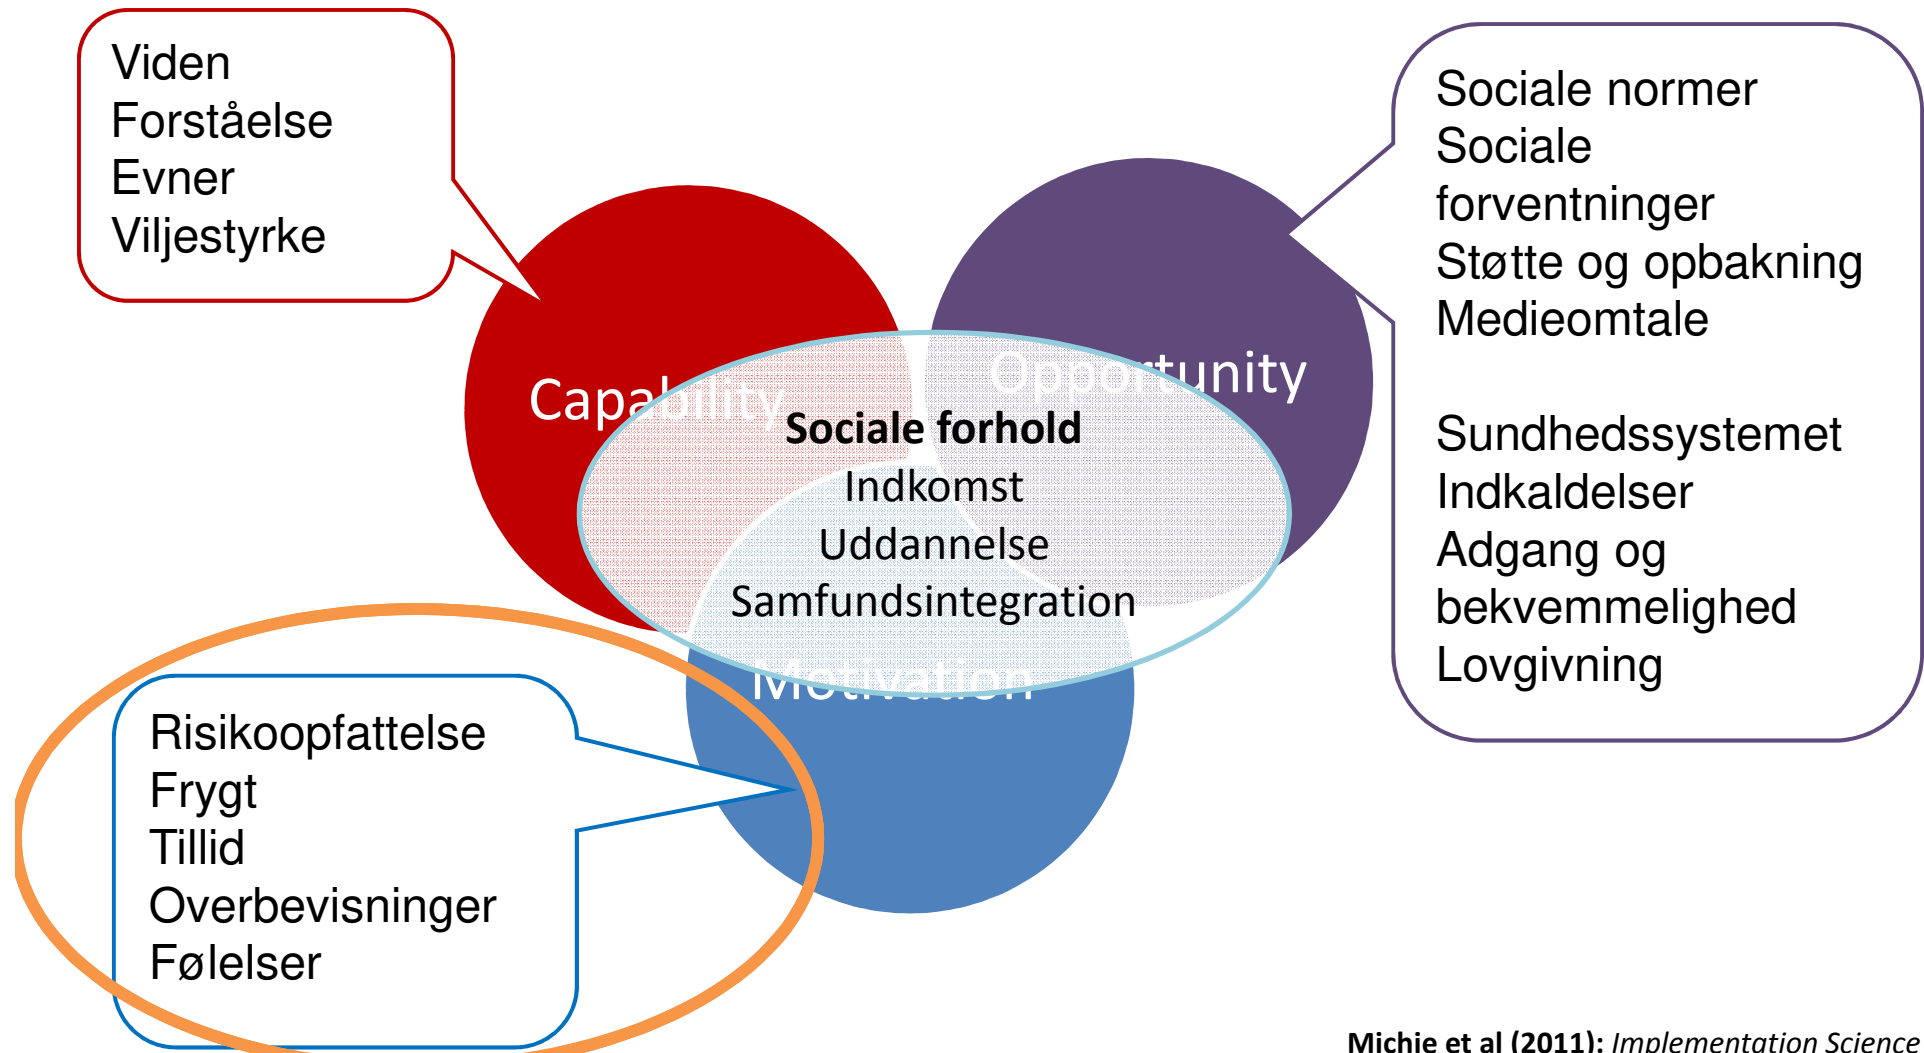 Viden
Forståelse
Evner
Viljestyrke
Sociale normer
Sociale
forventninger
Støtte og opbakning
Medieomtale
Sundhedssystemet
Indkaldelser
Adgang og
bekvemmelighed
Lovgivning
Capability
Opportunity
Sociale forhold
Indkomst
Uddannelse
Samfundsintegration
Motivation
Risikoopfattelse
Frygt
Tillid
Overbevisninger
Følelser
Michie et al (2011): Implementation Science